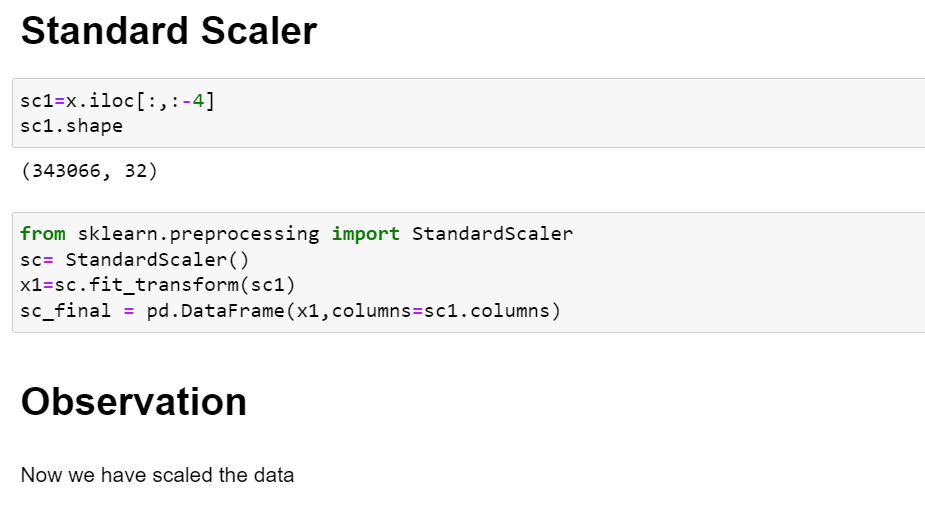 Standard Scaler
sc1=x.iloc[:,:-4]
sc1.shape
(343066, 32)
from sklearn.preprocessing import StandardScaler
sc= StandardScaler()
x1=sc.fit_transform(sc1)
sc_final = pd.DataFrame(x1,columns=sc1.columns)
Observation
Now we have scaled the data